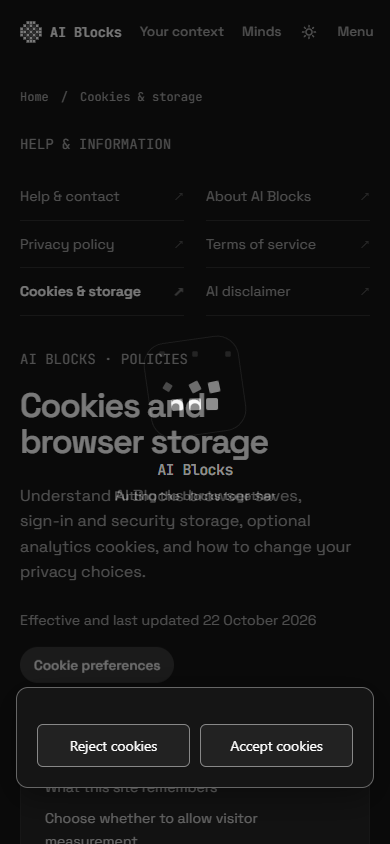 AI Blocks
Your context
Minds
Menu
Home / Cookies & storage
HELP & INFORMATION
Help & contact ↗
About AI Blocks ↗
Privacy policy ↗
Terms of service ↗
Cookies & storage ↗
AI disclaimer ↗
AI BLOCKS · POLICIES
Cookies and
browser storage
AI Blocks
Understand
sign-in and security storage, optional
analytics cookies, and how to change your
privacy choices.
Effective and last updated 22 October 2026
Cookie preferences
Reject cookies
Accept cookies
What this site remembers
Choose whether to allow visitor
measurement